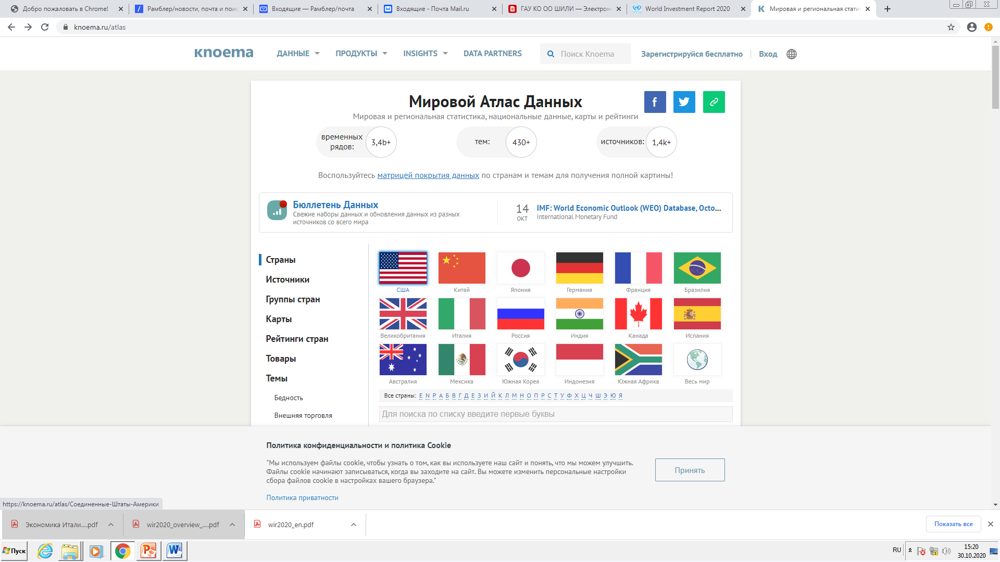 Добро пожаловать в Chrome!
Рамблер/новости, почта и поис
Входящие — Рамблер/почта
Входящие - Почта Mail.ru
ГАУ КО ОО ШИЛИ — Электрон
World Investment Report 2020
Мировая и региональная стати
knoema.ru/atlas
кnoema
ДАННЫЕ
ПРОДУКТЫ
INSIGHTS
DATA PARTNERS
Поиск Knoema
Зарегистрируйся бесплатно
Вход
Мировой Атлас Данных
Мировая и региональная статистика, национальные данные, карты и рейтинги
временных рядов:
3,4b+
тем:
430+
источников:
1,4k+
Воспользуйтесь матрицей покрытия данных по странам и темам для получения полной картины!
Бюллетень Данных
Свежие наборы данных и обновления данных из разных
источников со всего мира
14
ОКТ
IMF: World Economic Outlook (WEO) Database, Octo...
International Monetary Fund
Страны
Источники
Группы стран
Карты
Рейтинги стран
Товары
Темы
Бедность
Внешняя торговля
США
Китай
Япония
Германия
Франция
Бразилия
Великобритания
Италия
Россия
Индия
Канада
Испания
Австралия
Мексика
Южная Корея
Индонезия
Южная Африка
Весь мир
Все страны: E N P А Б В Г Д Е З И Й К Л М Н О П Р С Т У Ф Х Ц Ч Ш Э Ю Я
Для поиска по списку введите первые буквы
Политика конфиденциальности и политика Cookie
"Мы используем файлы cookie, чтобы узнать о том, как вы используете наш сайт и понять, что мы можем улучшить.
Файлы cookie начинают записываться, когда вы заходите на сайт. Вы можете изменить персональные настройки
сбора файлов cookie в настройках вашего браузера."
Политика приватности
Принять
https://knoema.ru/atlas/Соединенные-Штаты-Америки
Экономика Итали....pdf
wir2020_overview_....pdf
wir2020_en.pdf
Показать все
Пуск
RU
15:20
30.10.2020